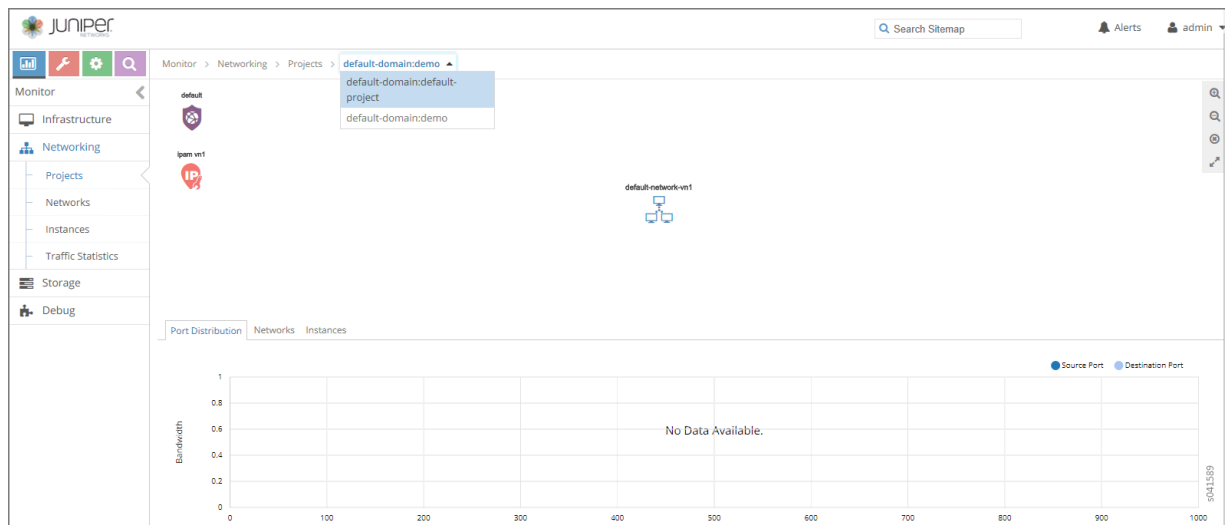 JUNIPER
NETWORKS
Search Sitemap
Alerts
admin
Monitor > Networking > Projects > default-domain:demo
Monitor
default-domain:default-
project
default-domain:demo
Infrastructure
Networking
Projects
Networks
Instances
Traffic Statistics
Storage
Debug
default
ipam vn1
IP
default-network-vn1
Port Distribution Networks Instances
Source Port Destination Port
Bandwidth
1
0.8
0.6
0.4
0.2
0
No Data Available.
0 100 200 300 400 500 600 700 800 900 1000
s041589